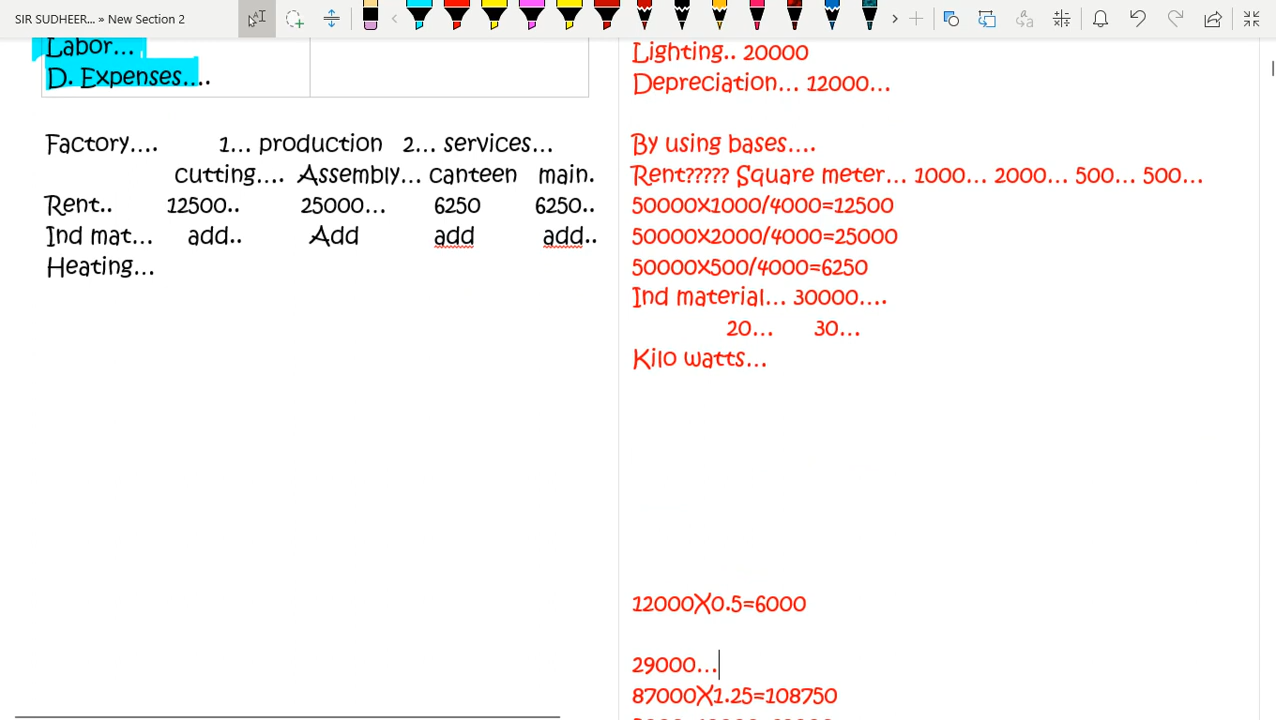 SIR SUDHEER... » New Section 2
Labor...
D. Expenses....
Factory.... 1... production 2... services...
cutting.... Assembly... canteen main.
Rent.. 12500.. 25000... 6250 6250..
Ind mat... add.. Add add add..
Heating...
Lighting.. 20000
Depreciation... 12000...
By using bases....
Rent????? Square meter... 1000... 2000... 500... 500...
50000X1000/4000=12500
50000X2000/4000=25000
50000X500/4000=6250
Ind material... 30000....
20... 30...
Kilo watts...
12000X0.5=6000
29000...
87000X1.25=108750